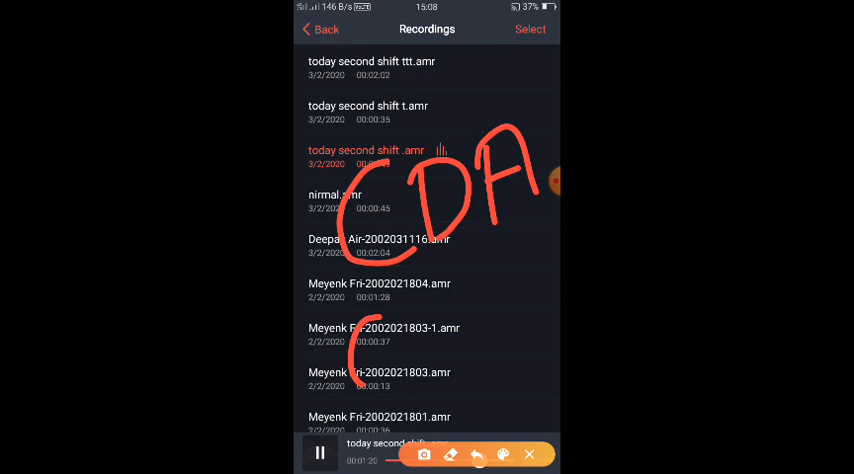 146 B/s VoLTE 15:08 37%
Back Recordings Select
today second shift ttt.amr
3/2/2020 00:02:02
today second shift t.amr
3/2/2020 00:00:35
today second shift .amr
3/2/2020
nirmal.amr
3/2/2020 00:00:45
Deepak Air-2002031116.amr
3/2/2020 00:02:04
Meyenk Fri-2002021804.amr
2/2/2020 00:01:28
Meyenk Fri-2002021803-1.amr
2/2/2020 00:00:37
Meyenk Fri-2002021803.amr
2/2/2020 00:00:13
Meyenk Fri-2002021801.amr
2/2/2020 00:00:36
today second shift .amr
00:01:20
CDA
C